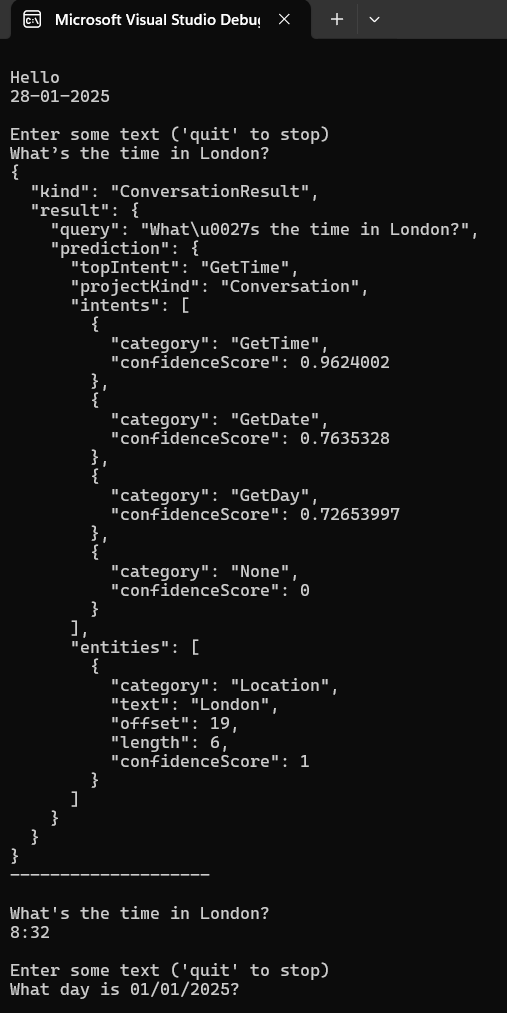 Microsoft Visual Studio Debug
Hello
28-01-2025
Enter some text ('quit' to stop)
What’s the time in London?
{
  "kind": "ConversationResult",
  "result": {
    "query": "What\u0027s the time in London?",
    "prediction": {
      "topIntent": "GetTime",
      "projectKind": "Conversation",
      "intents": [
        {
          "category": "GetTime",
          "confidenceScore": 0.9624002
        },
        {
          "category": "GetDate",
          "confidenceScore": 0.7635328
        },
        {
          "category": "GetDay",
          "confidenceScore": 0.72653997
        },
        {
          "category": "None",
          "confidenceScore": 0
        }
      ],
      "entities": [
        {
          "category": "Location",
          "text": "London",
          "offset": 19,
          "length": 6,
          "confidenceScore": 1
        }
      ]
    }
  }
}
--------------------
What's the time in London?
8:32
Enter some text ('quit' to stop)
What day is 01/01/2025?